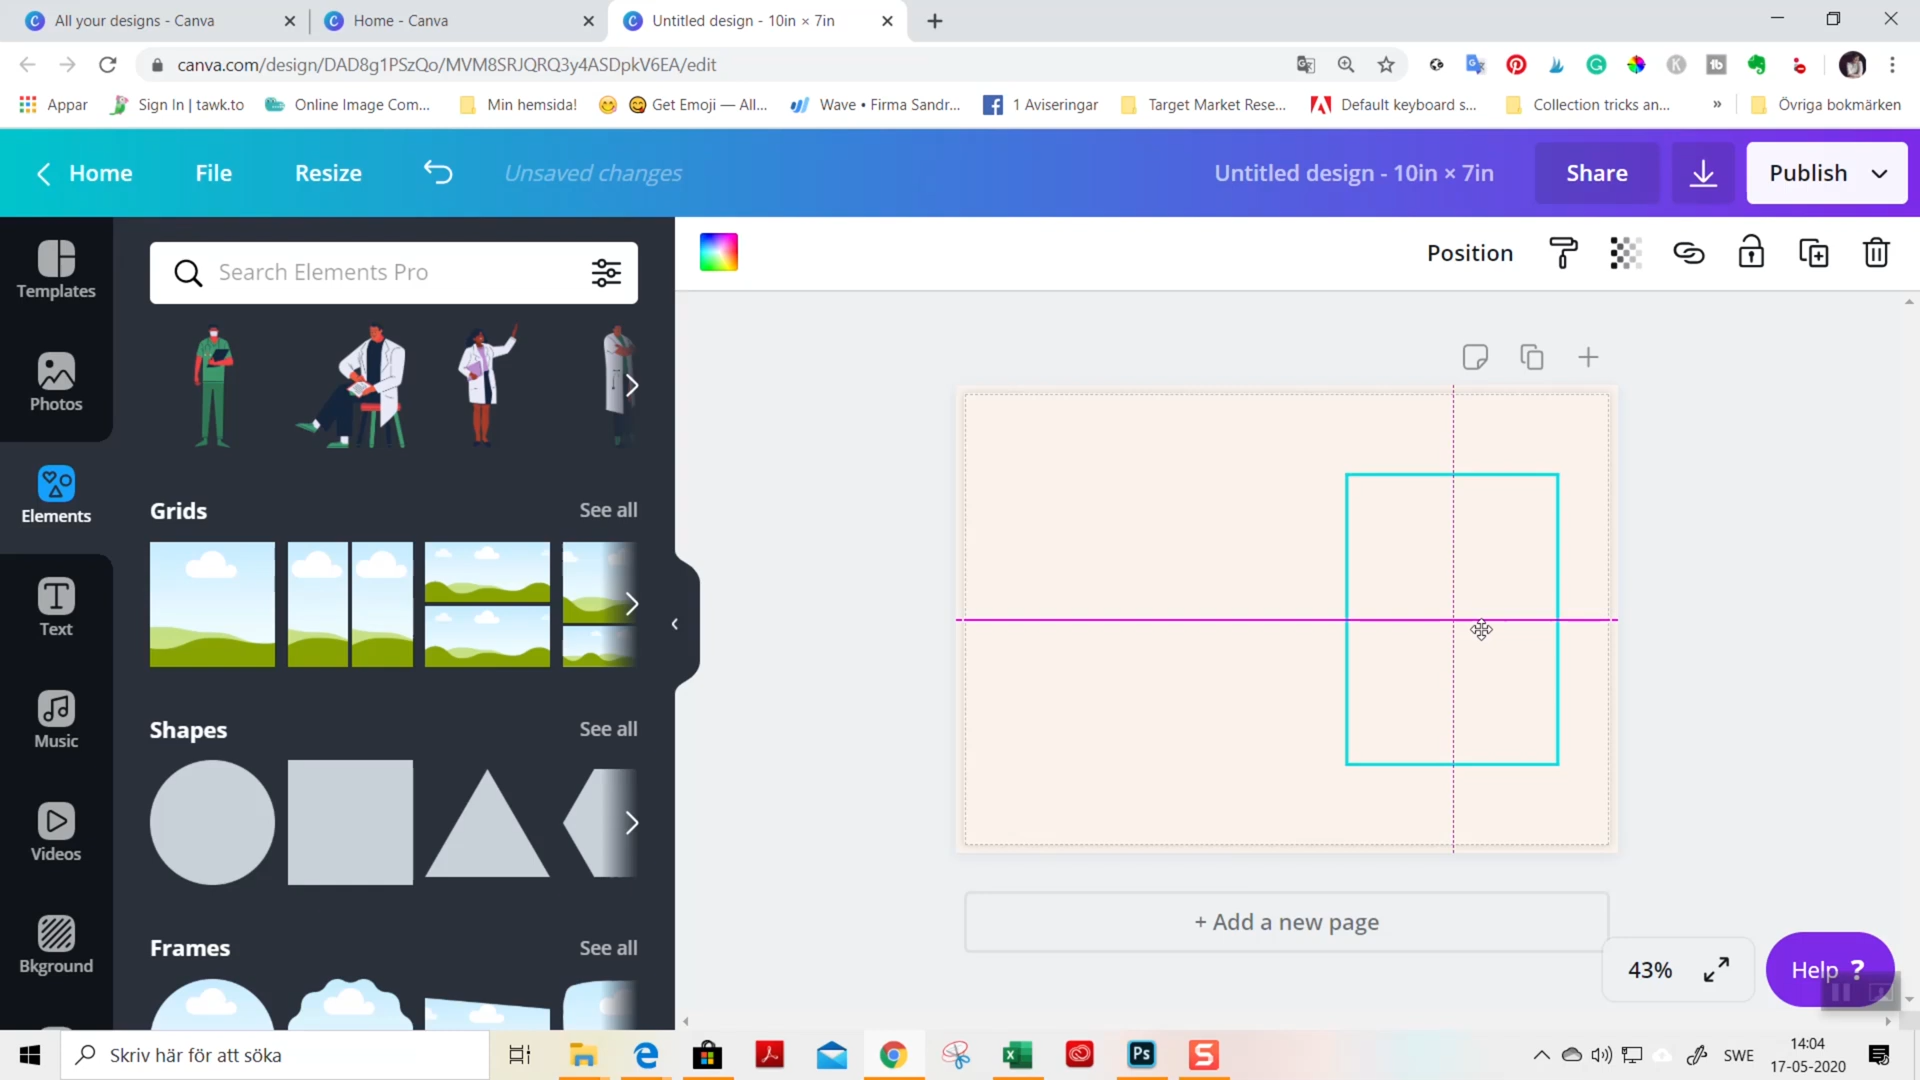 All your designs - Canva
Home - Canva
Untitled design - 10in × 7in
canva.com/design/DAD8g1PSzQo/MVM8SRJQRQ3y4ASDpkV6EA/edit
Appar
Sign In | tawk.to
Online Image Com...
Min hemsida!
Get Emoji — All...
Wave • Firma Sandr...
1 Aviseringar
Target Market Rese...
Default keyboard s...
Collection tricks an...
»
Övriga bokmärken
Home
File
Resize
Unsaved changes
Untitled design - 10in × 7in
Share
Publish
Templates
Photos
Elements
Text
Music
Videos
Bkground
Search Elements Pro
Position
Grids
See all
Shapes
See all
Frames
See all
+ Add a new page
43%
Help ?
Skriv här för att söka
SWE
14:04
17-05-2020